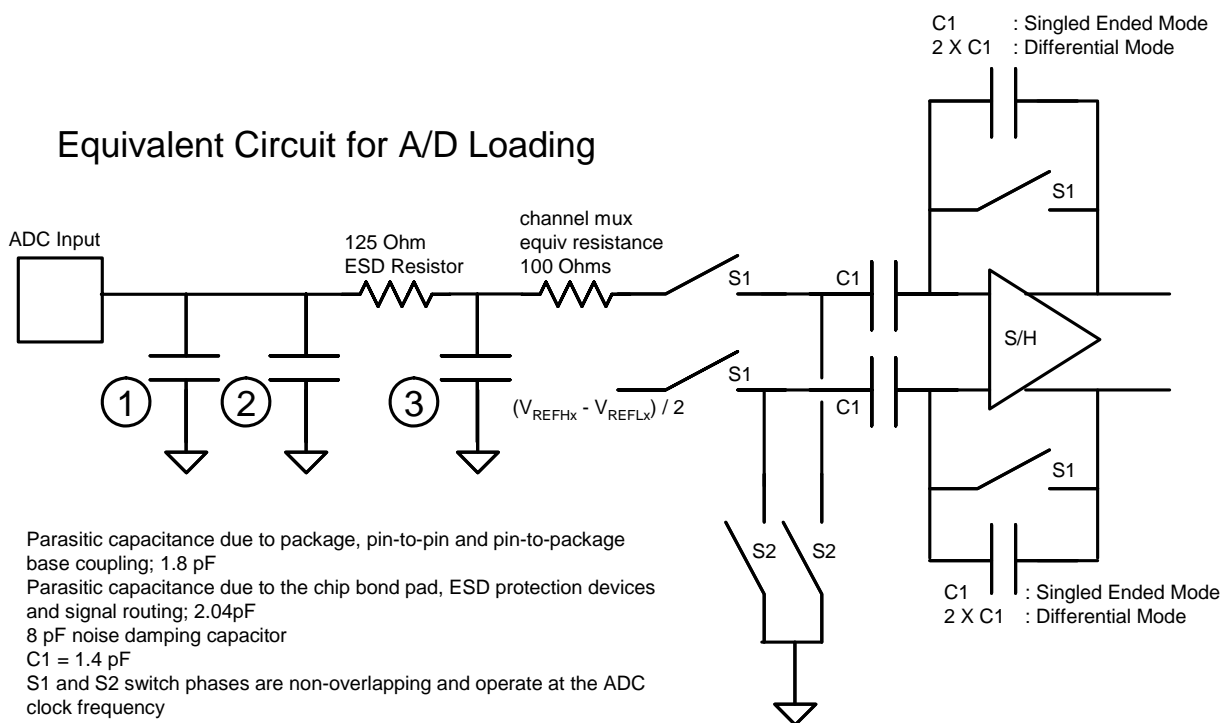 C1 : Singled Ended Mode
2 X C1 : Differential Mode
Equivalent Circuit for A/D Loading
S1
ADC Input
125 Ohm
ESD Resistor
channel mux
equiv resistance
100 Ohms
S1
C1
S/H
1
2
3
(VREFHx - VREFLx) / 2
S1
C1
S1
S2
S2
C1 : Singled Ended Mode
2 X C1 : Differential Mode
Parasitic capacitance due to package, pin-to-pin and pin-to-package
base coupling; 1.8 pF
Parasitic capacitance due to the chip bond pad, ESD protection devices
and signal routing; 2.04pF
8 pF noise damping capacitor
C1 = 1.4 pF
S1 and S2 switch phases are non-overlapping and operate at the ADC
clock frequency